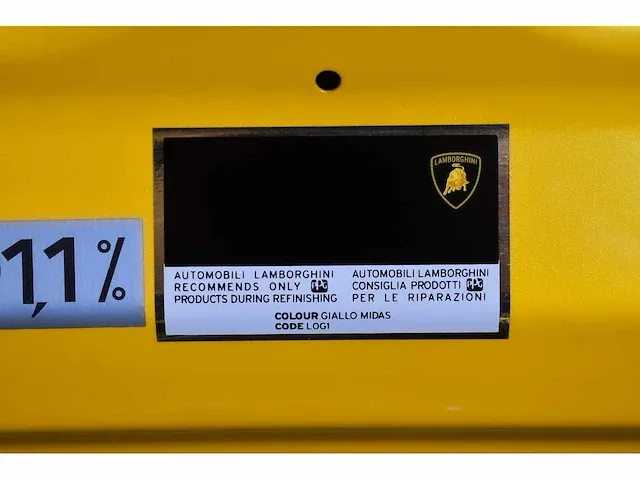 LAMBORGHINI
AUTOMOBILI LAMBORGHINI
RECOMMENDS ONLY PPG
PRODUCTS DURING REFINISHING
AUTOMOBILI LAMBORGHINI
CONSIGLIA PRODOTTI PPG
PER LE RIPARAZIONI
COLOUR GIALLO MIDAS
CODE L0G1
1,1%